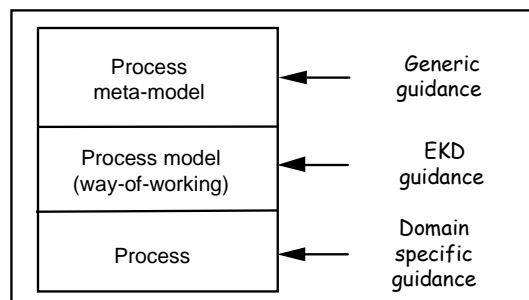 Process
meta-model
Generic
guidance
Process model
(way-of-working)
EKD
guidance
Process
Domain
specific
guidance